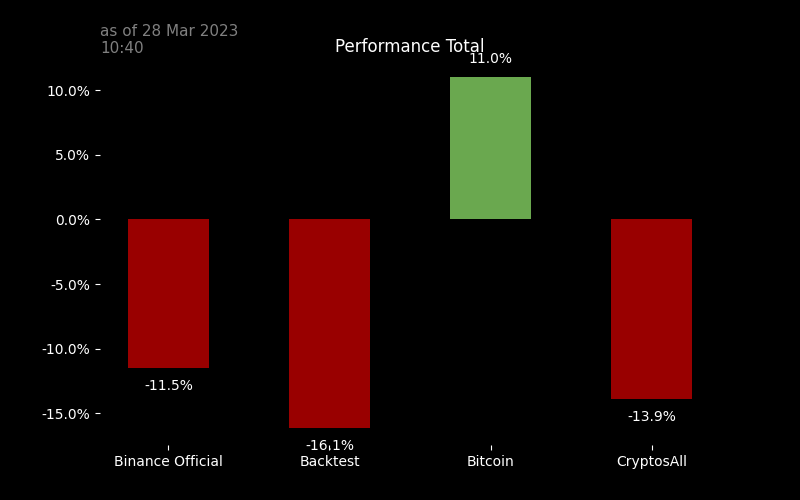 as of 28 Mar 2023
10:40
Performance Total
11.0%
10.0%
5.0%
0.0%
-5.0%
-10.0%
-15.0%
-11.5%
-16.1%
-13.9%
Binance Official
Backtest
Bitcoin
CryptosAll